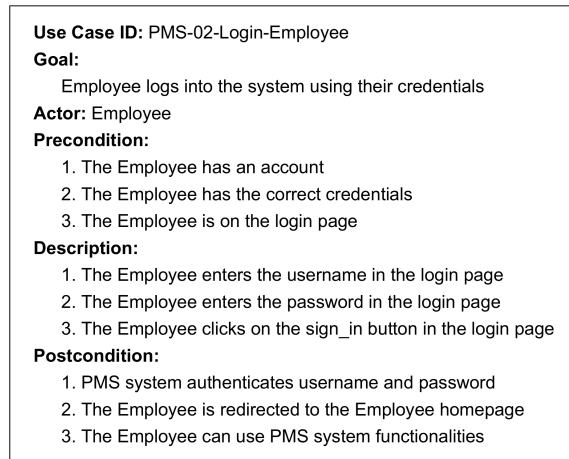 Use Case ID: PMS-02-Login-Employee
Goal:
Employee logs into the system using their credentials
Actor: Employee
Precondition:
1. The Employee has an account
2. The Employee has the correct credentials
3. The Employee is on the login page
Description:
1. The Employee enters the username in the login page
2. The Employee enters the password in the login page
3. The Employee clicks on the sign_in button in the login page
Postcondition:
1. PMS system authenticates username and password
2. The Employee is redirected to the Employee homepage
3. The Employee can use PMS system functionalities